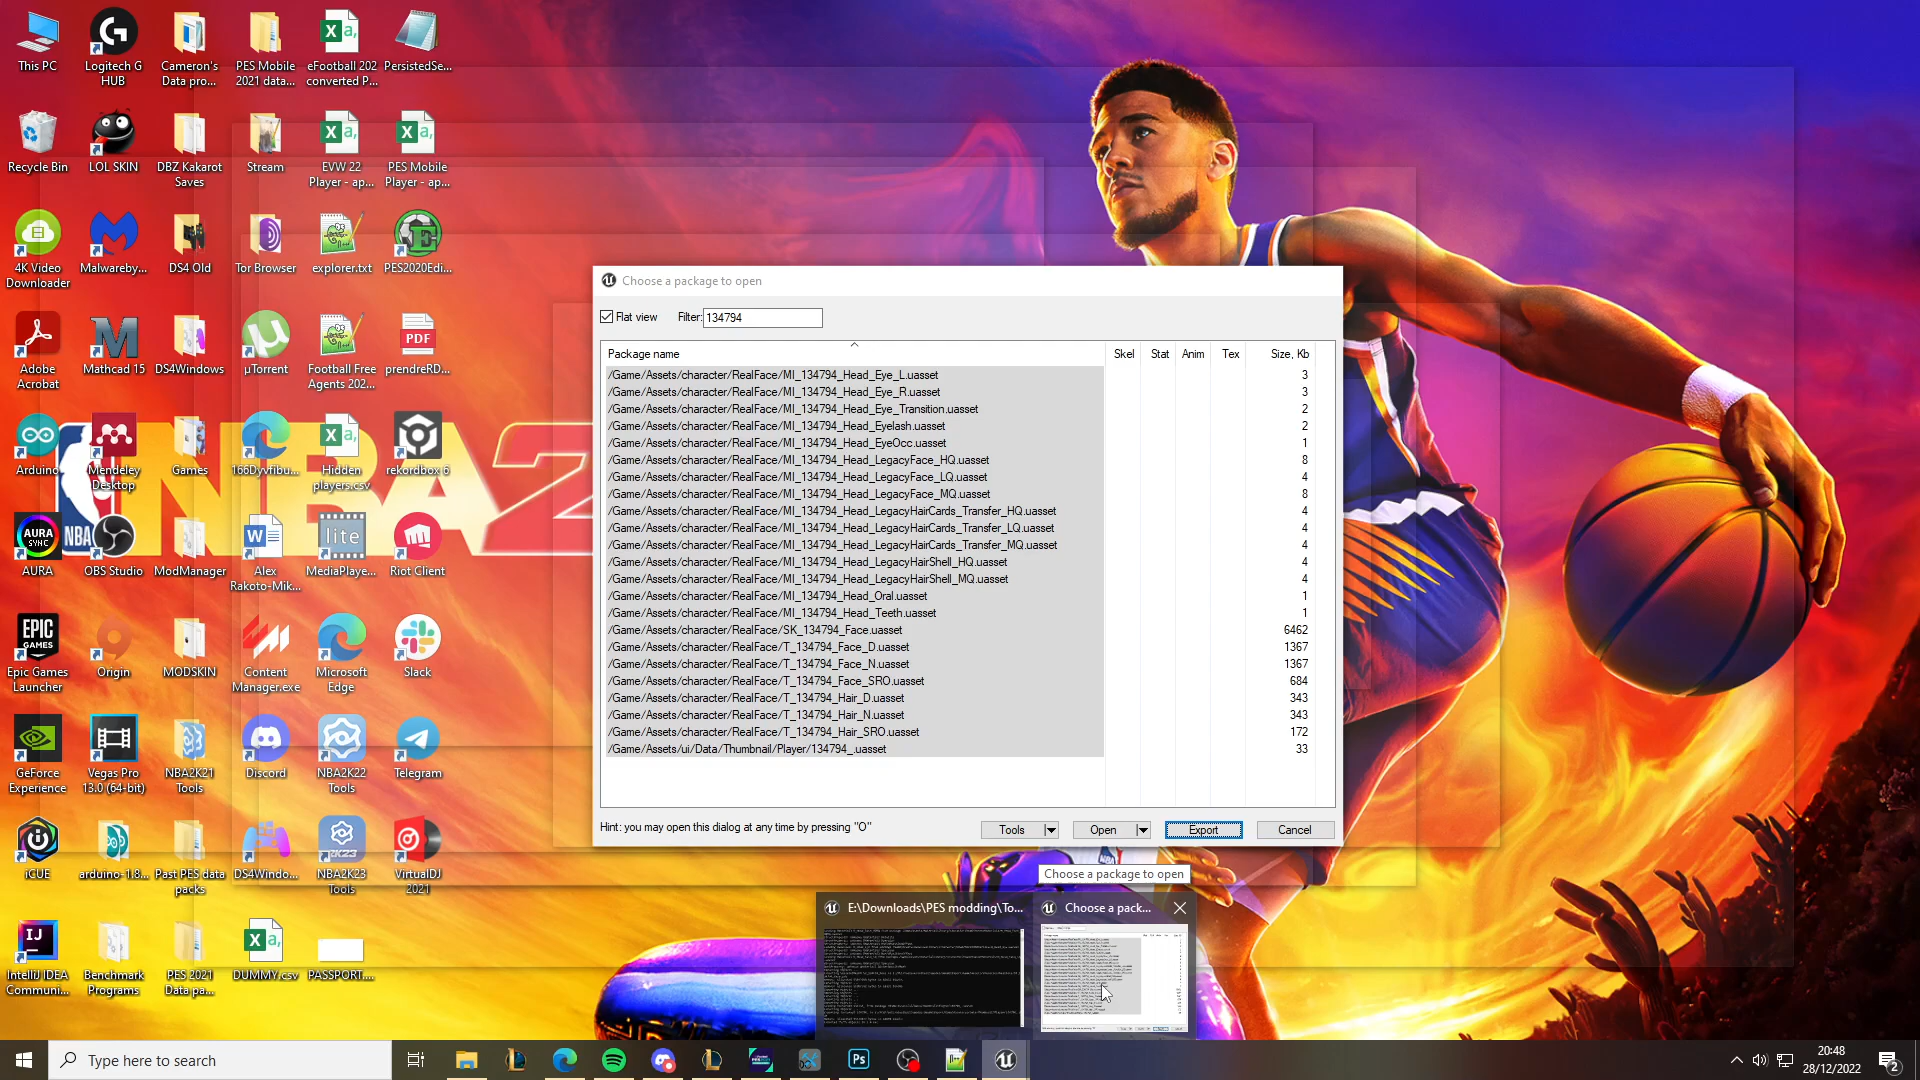 This PC
Logitech G
HUB
Cameron's
Data pro...
PES Mobile
2021 data...
eFootball 202
converted P...
PersistedSe...
Recycle Bin
LOL SKIN
DBZ Kakarot
Saves
Stream
EVW 22
Player - ap...
PES Mobile
Player - ap...
4K Video
Downloader
Malwareby...
DS4 Old
Tor Browser
explorer.txt
PES2020Edi...
Adobe
Acrobat
Mathcad 15
DS4Windows
µTorrent
Football Free
Agents 202...
PDF
prendreRD...
Arduino
Mendeley
Desktop
Games
166Dyvfibu...
Hidden
players.csv
rekordbox 6
NBA
NBA 2
AURA
SYNC
AURA
OBS Studio
ModManager
Alex
Rakoto-Mik...
lite
MediaPlaye...
Riot Client
EPIC
GAMES
Epic Games
Launcher
Origin
MODSKIN
Content
Manager.exe
Microsoft
Edge
Slack
GeForce
Experience
Vegas Pro
13.0 (64-bit)
NBA2K21
Tools
Discord
NBA2K22
Tools
Telegram
iCUE
arduino-1.8...
Past PES data
packs
DS4Windo...
2K23
NBA2K23
Tools
VirtualDJ
2021
IJ
IntelliJ IDEA
Communi...
Benchmark
Programs
PES 2021
Data pa...
DUMMY.csv
PASSPORT....
Choose a package to open
Flat view Filter: 134794
Package name Skel Stat Anim Tex Size, Kb
/Game/Assets/character/RealFace/MI_134794_Head_Eye_L.uasset 3
/Game/Assets/character/RealFace/MI_134794_Head_Eye_R.uasset 3
/Game/Assets/character/RealFace/MI_134794_Head_Eye_Transition.uasset 2
/Game/Assets/character/RealFace/MI_134794_Head_Eyelash.uasset 2
/Game/Assets/character/RealFace/MI_134794_Head_EyeOcc.uasset 1
/Game/Assets/character/RealFace/MI_134794_Head_LegacyFace_HQ.uasset 8
/Game/Assets/character/RealFace/MI_134794_Head_LegacyFace_LQ.uasset 4
/Game/Assets/character/RealFace/MI_134794_Head_LegacyFace_MQ.uasset 8
/Game/Assets/character/RealFace/MI_134794_Head_LegacyHairCards_Transfer_HQ.uasset 4
/Game/Assets/character/RealFace/MI_134794_Head_LegacyHairCards_Transfer_LQ.uasset 4
/Game/Assets/character/RealFace/MI_134794_Head_LegacyHairCards_Transfer_MQ.uasset 4
/Game/Assets/character/RealFace/MI_134794_Head_LegacyHairShell_HQ.uasset 4
/Game/Assets/character/RealFace/MI_134794_Head_LegacyHairShell_MQ.uasset 4
/Game/Assets/character/RealFace/MI_134794_Head_Oral.uasset 1
/Game/Assets/character/RealFace/MI_134794_Head_Teeth.uasset 1
/Game/Assets/character/RealFace/SK_134794_Face.uasset 6462
/Game/Assets/character/RealFace/T_134794_Face_D.uasset 1367
/Game/Assets/character/RealFace/T_134794_Face_N.uasset 1367
/Game/Assets/character/RealFace/T_134794_Face_SRO.uasset 684
/Game/Assets/character/RealFace/T_134794_Hair_D.uasset 343
/Game/Assets/character/RealFace/T_134794_Hair_N.uasset 343
/Game/Assets/character/RealFace/T_134794_Hair_SRO.uasset 172
/Game/Assets/ui/Data/Thumbnail/Player/134794_.uasset 33
Hint: you may open this dialog at any time by pressing "O" Tools Open Export Cancel
Choose a package to open
E:\Downloads\PES modding\To... Choose a pack...
Type here to search
Ps
20:48
28/12/2022
2